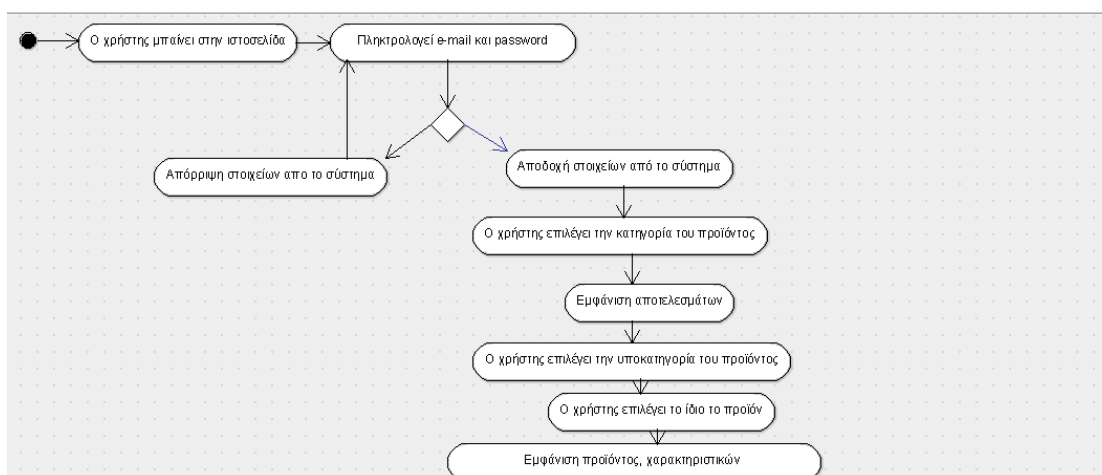 Ο χρήστης μπαίνει στην ιστοσελίδα
Πληκτρολογεί e-mail και password
Απόρριψη στοιχείων απο το σύστημα
Αποδοχή στοιχείων από το σύστημα
Ο χρήστης επιλέγει την κατηγορία του προϊόντος
Εμφάνιση αποτελεσμάτων
Ο χρήστης επιλέγει την υποκατηγορία του προϊόντος
Ο χρήστης επιλέγει το ίδιο το προϊόν
Εμφάνιση προϊόντος, χαρακτηριστικών